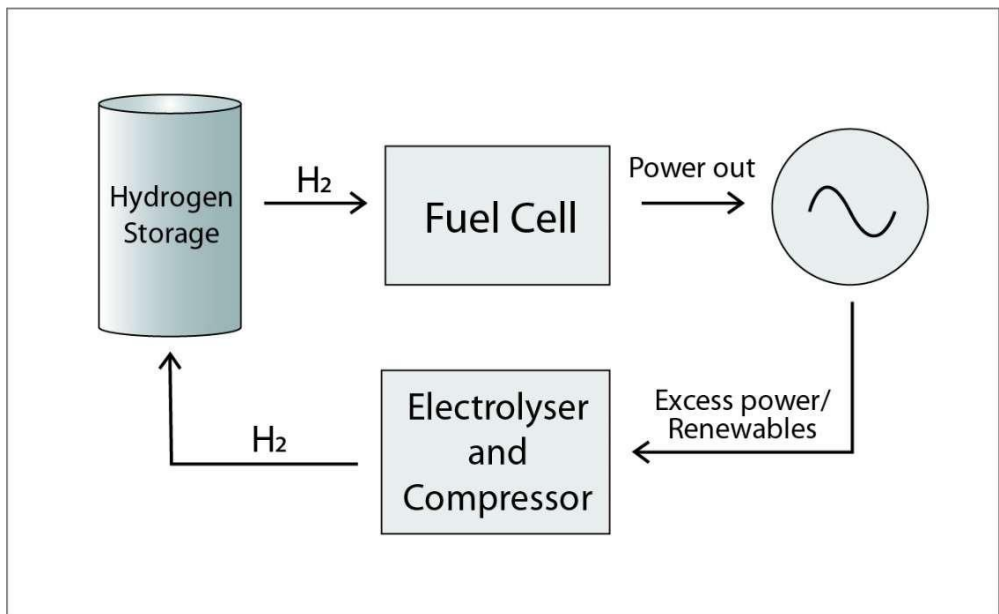 Hydrogen
Storage
H₂
Fuel Cell
Power out
Excess power/
Renewables
Electrolyser
and
Compressor
H₂